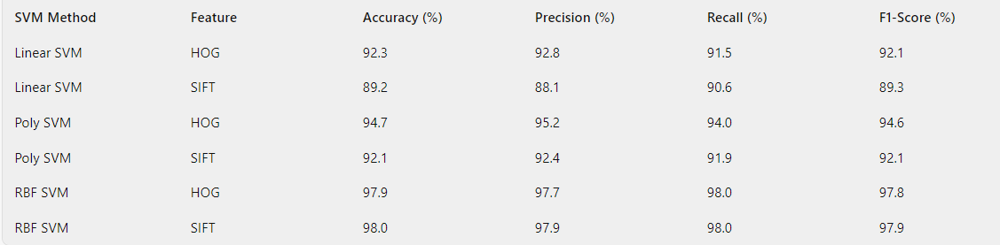 SVM Method Feature Accuracy (%) Precision (%) Recall (%) F1-Score (%)
Linear SVM HOG 92.3 92.8 91.5 92.1
Linear SVM SIFT 89.2 88.1 90.6 89.3
Poly SVM HOG 94.7 95.2 94.0 94.6
Poly SVM SIFT 92.1 92.4 91.9 92.1
RBF SVM HOG 97.9 97.7 98.0 97.8
RBF SVM SIFT 98.0 97.9 98.0 97.9